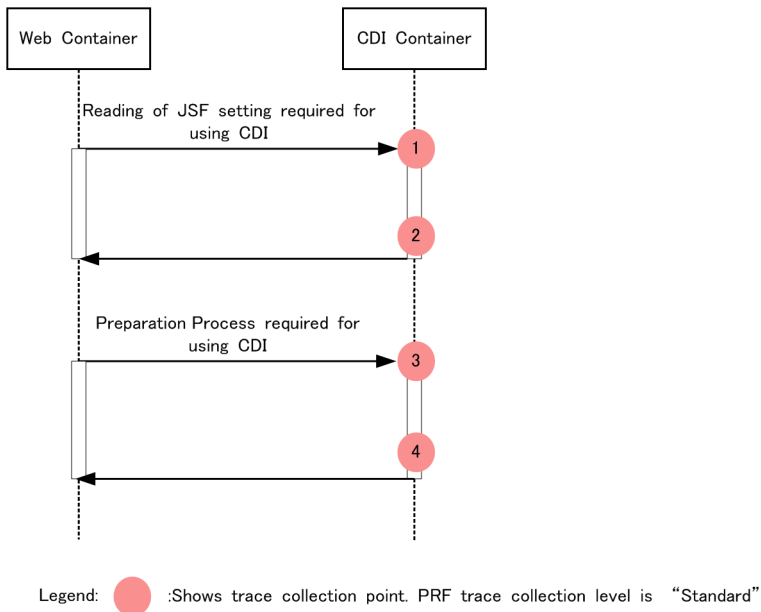 Web Container
CDI Container
Reading of JSF setting required for
using CDI
1
2
Preparation Process required for
using CDI
3
4
Legend: :Shows trace collection point. PRF trace collection level is “Standard”